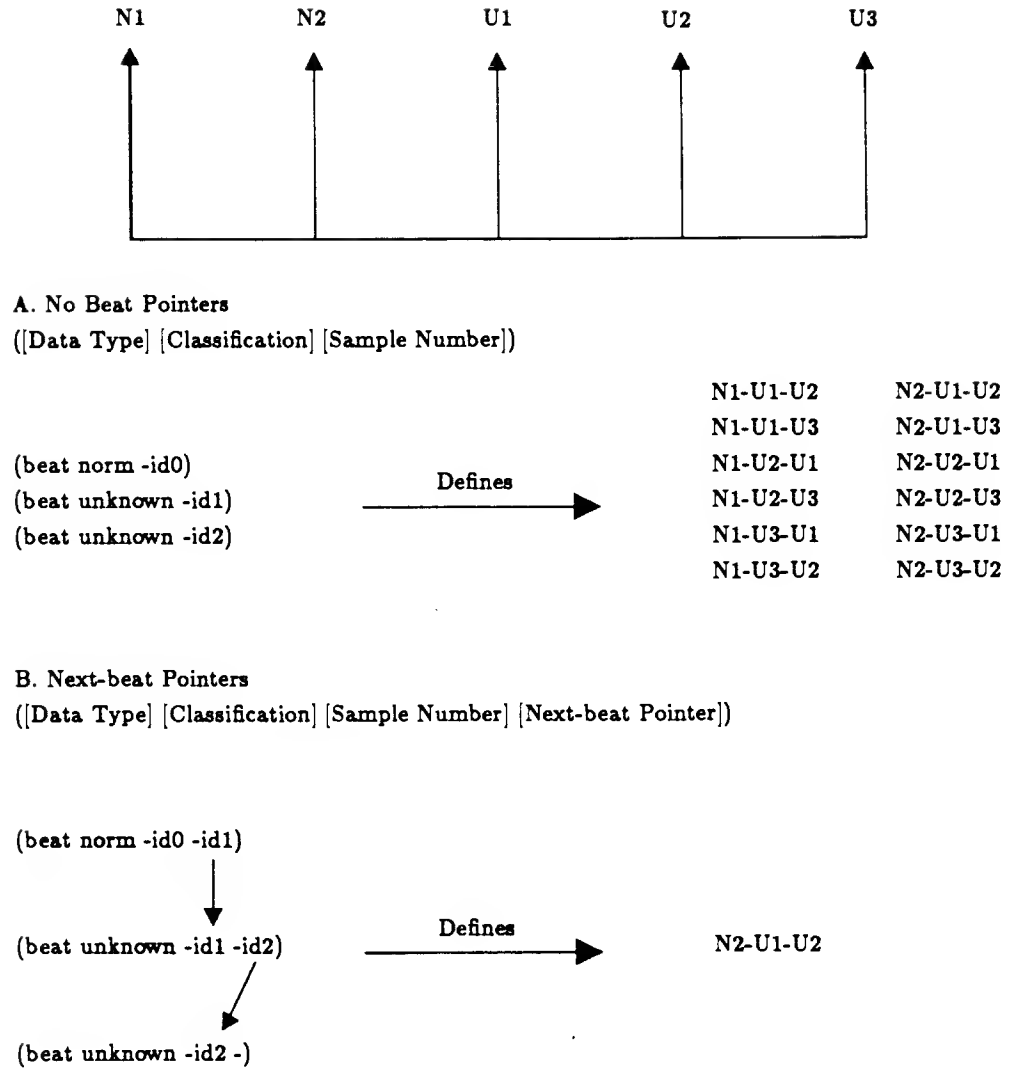 N1 N2 U1 U2 U3
A. No Beat Pointers
([Data Type] [Classification] [Sample Number])
N1-U1-U2 N2-U1-U2
N1-U1-U3 N2-U1-U3
(beat norm -id0) N1-U2-U1 N2-U2-U1
Defines
(beat unknown -id1) N1-U2-U3 N2-U2-U3
(beat unknown -id2) N1-U3-U1 N2-U3-U1
N1-U3-U2 N2-U3-U2
B. Next-beat Pointers
([Data Type] [Classification] [Sample Number] [Next-beat Pointer])
(beat norm -id0 -id1)
Defines
(beat unknown -id1 -id2) N2-U1-U2
(beat unknown -id2 -)